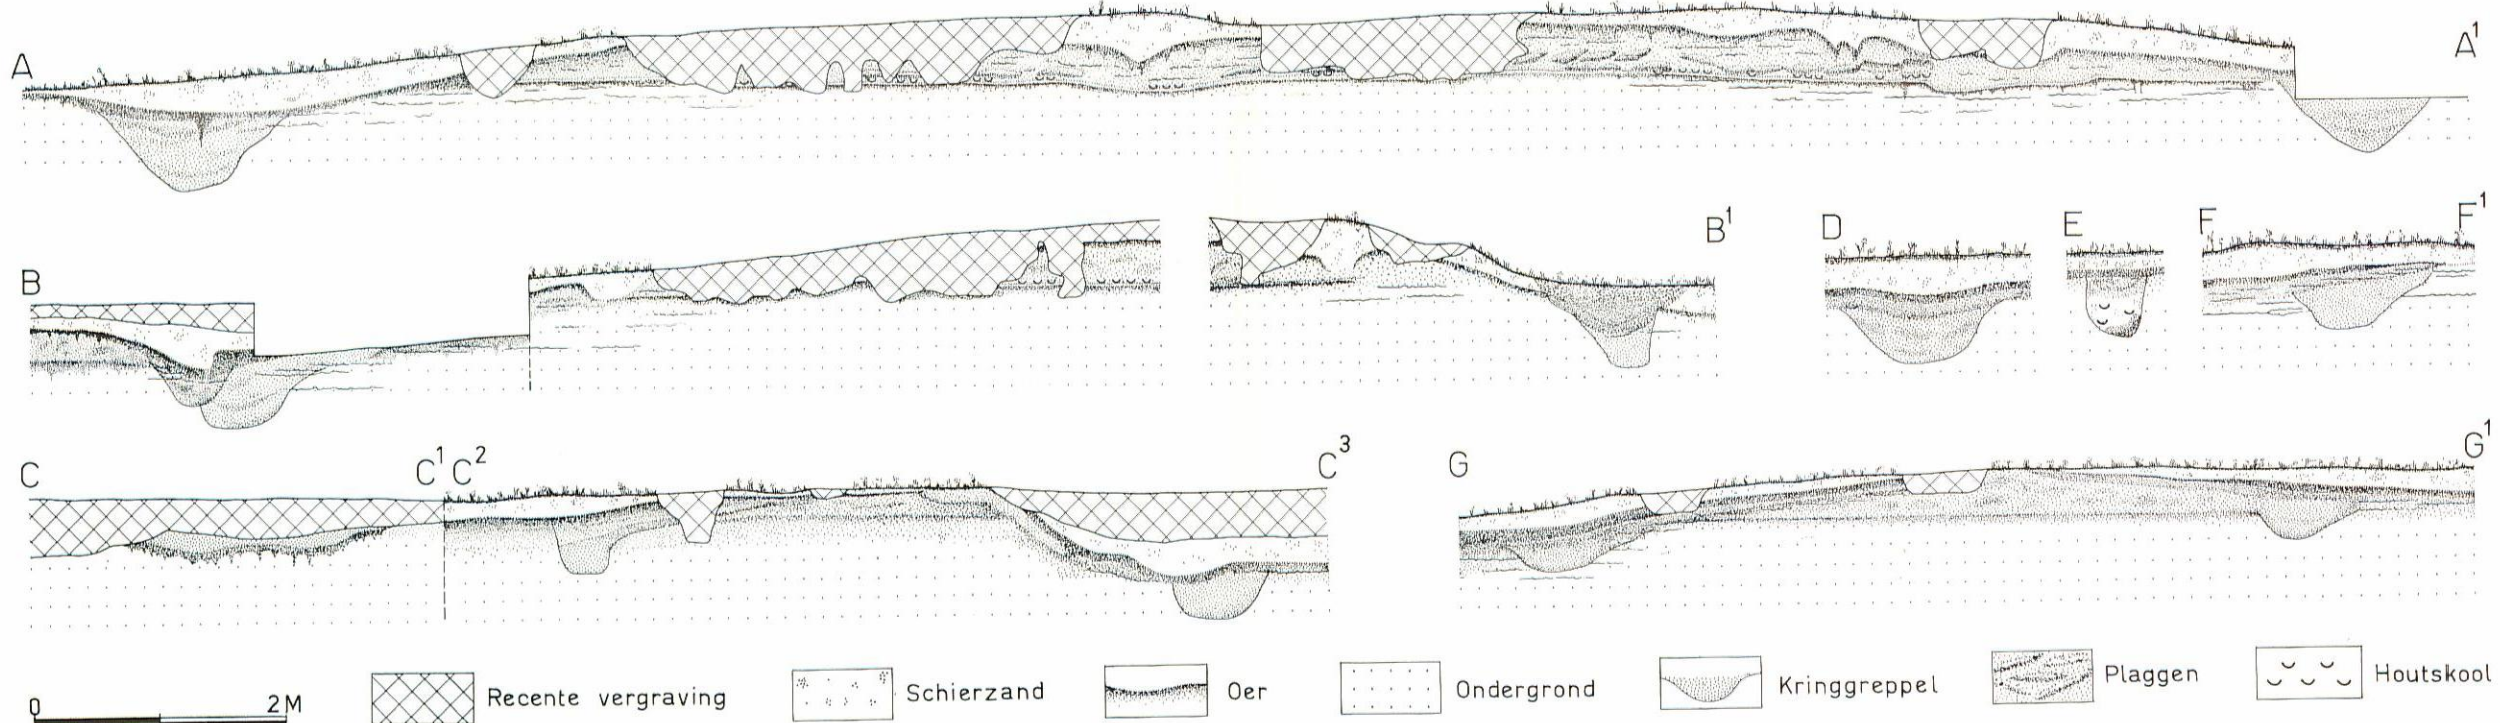 A A¹
B B¹ D E F F¹
C C¹ C² C³ G G¹
0 2M
Recente vergraving
Schierzand
Oer
Ondergrond
Kringgreppel
Plaggen
Houtskool